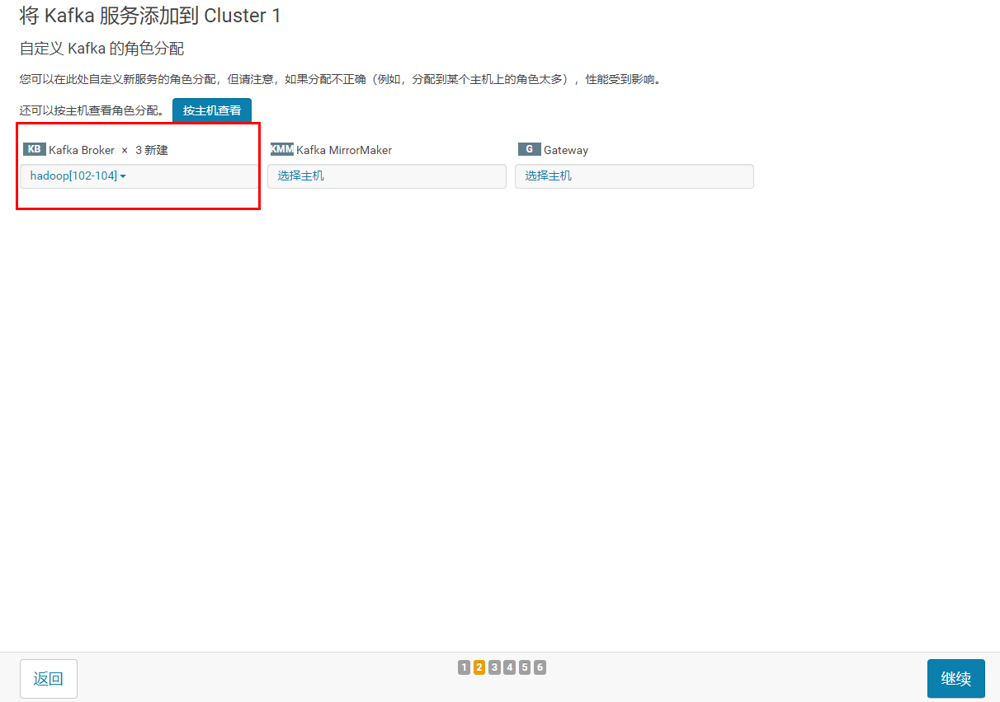 将 Kafka 服务添加到 Cluster 1
自定义 Kafka 的角色分配
您可以在此处自定义新服务的角色分配，但请注意，如果分配不正确（例如，分配到某个主机上的角色太多），性能受到影响。
还可以按主机查看角色分配。 按主机查看
KB Kafka Broker × 3 新建 KMM Kafka MirrorMaker G Gateway
hadoop[102-104] 选择主机 选择主机
返回 1 2 3 4 5 6 继续